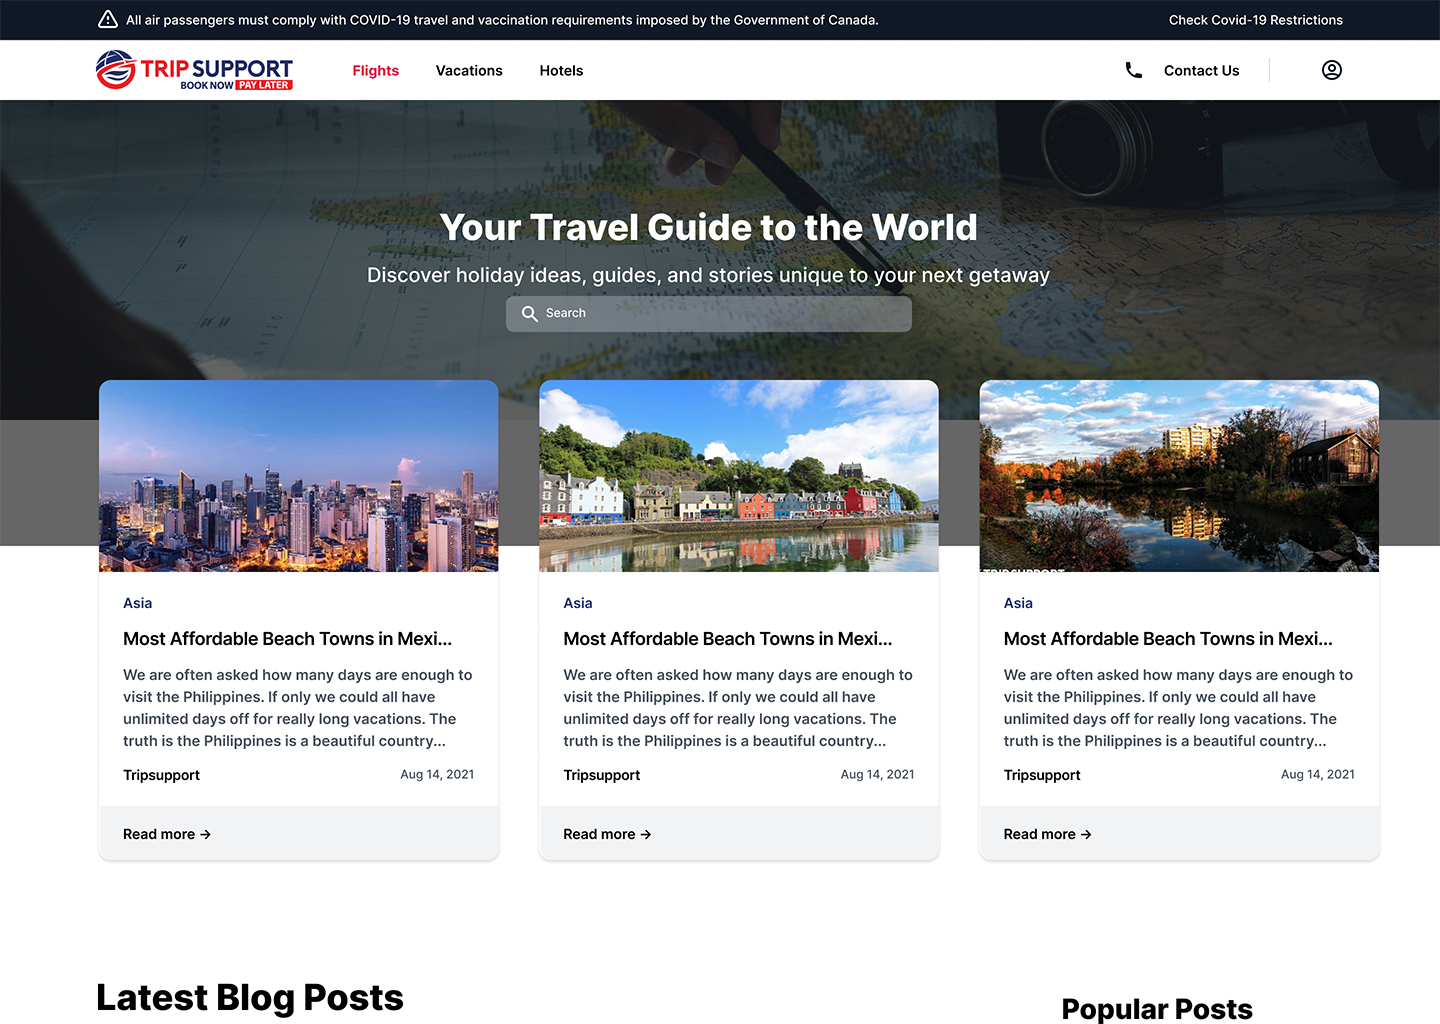 All air passengers must comply with COVID-19 travel and vaccination requirements imposed by the Government of Canada.
Check Covid-19 Restrictions
TRIP SUPPORT
BOOK NOW PAY LATER
Flights
Vacations
Hotels
Contact Us
Your Travel Guide to the World
Discover holiday ideas, guides, and stories unique to your next getaway
Search
TRIPSUPPORT
Asia
Most Affordable Beach Towns in Mexi...
We are often asked how many days are enough to
visit the Philippines. If only we could all have
unlimited days off for really long vacations. The
truth is the Philippines is a beautiful country...
Tripsupport
Aug 14, 2021
Read more →
Asia
Most Affordable Beach Towns in Mexi...
We are often asked how many days are enough to
visit the Philippines. If only we could all have
unlimited days off for really long vacations. The
truth is the Philippines is a beautiful country...
Tripsupport
Aug 14, 2021
Read more →
Asia
Most Affordable Beach Towns in Mexi...
We are often asked how many days are enough to
visit the Philippines. If only we could all have
unlimited days off for really long vacations. The
truth is the Philippines is a beautiful country...
Tripsupport
Aug 14, 2021
Read more →
Latest Blog Posts
Popular Posts